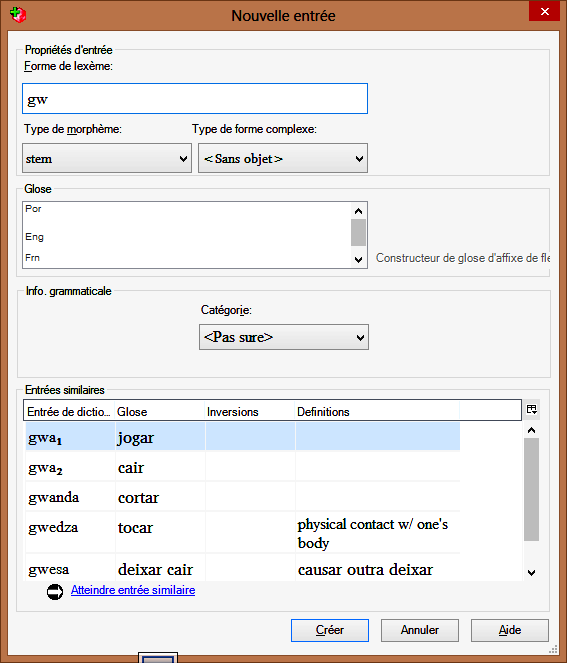 Nouvelle entrée
Propriétés d'entrée
Forme de lexème:
gw
Type de morphème:
Type de forme complexe:
stem
<Sans objet>
Glose
Por
Eng
Frn
Constructeur de glose d'affixe de fle
Info. grammaticale
Catégorie:
<Pas sure>
Entrées similaires
Entrée de dictio... Glose Inversions Definitions
gwa₁ jogar
gwa₂ cair
gwanda cortar
gwedza tocar physical contact w/ one's
body
gwesa deixar cair causar outra deixar
Atteindre entrée similaire
Créer Annuler Aide